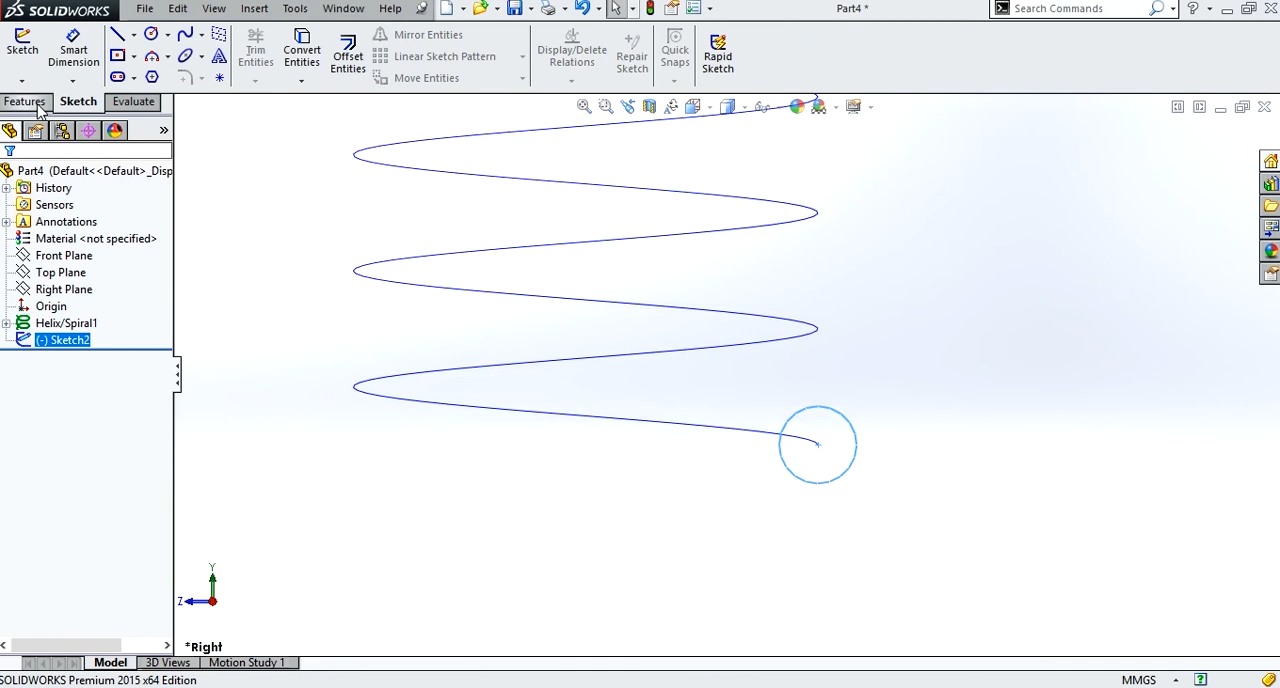 SOLIDWORKS File Edit View Insert Tools Window Help Part4 * Search Commands
Sketch Smart Dimension Trim Entities Convert Entities Offset Entities Mirror Entities Linear Sketch Pattern Move Entities Display/Delete Relations Repair Sketch Quick Snaps Rapid Sketch
Features Sketch Evaluate
Part4 (Default<<Default>_Disp
History
Sensors
Annotations
Material <not specified>
Front Plane
Top Plane
Right Plane
Origin
Helix/Spiral1
(-) Sketch2
Y
Z
*Right
Model 3D Views Motion Study 1
SOLIDWORKS Premium 2015 x64 Edition MMGS